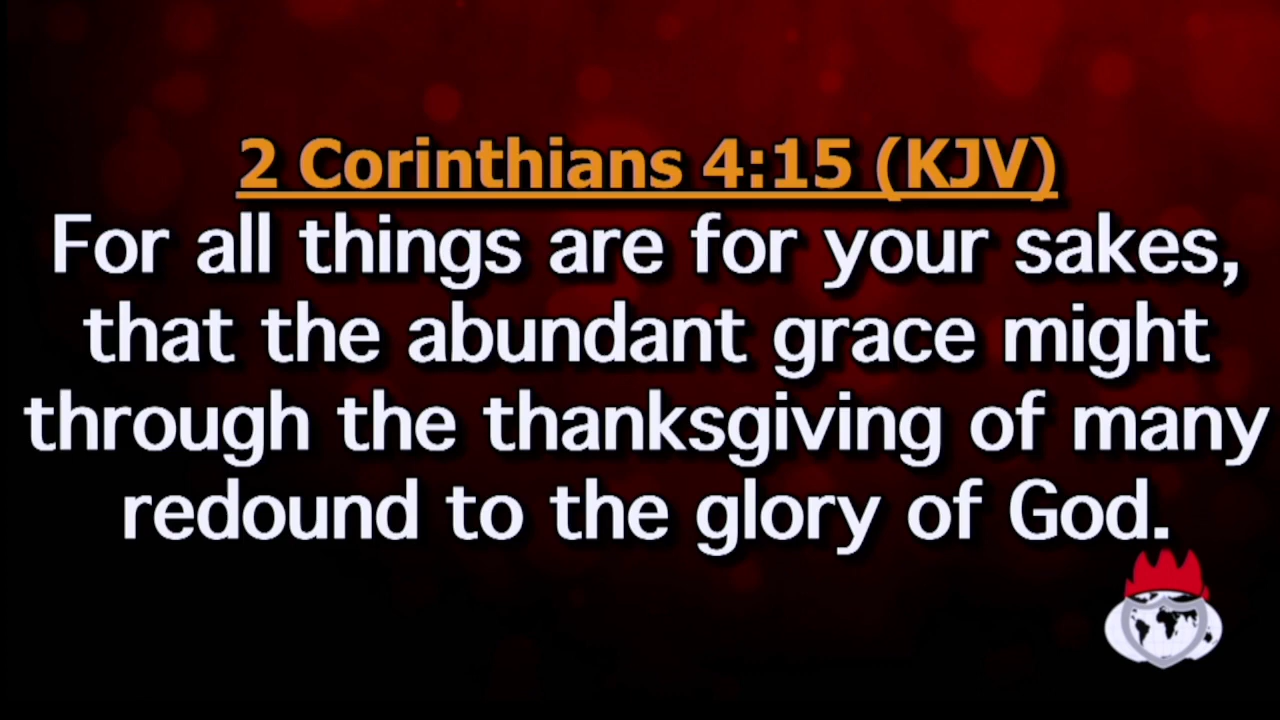 2 Corinthians 4:15 (KJV)
For all things are for your sakes,
that the abundant grace might
through the thanksgiving of many
redound to the glory of God.